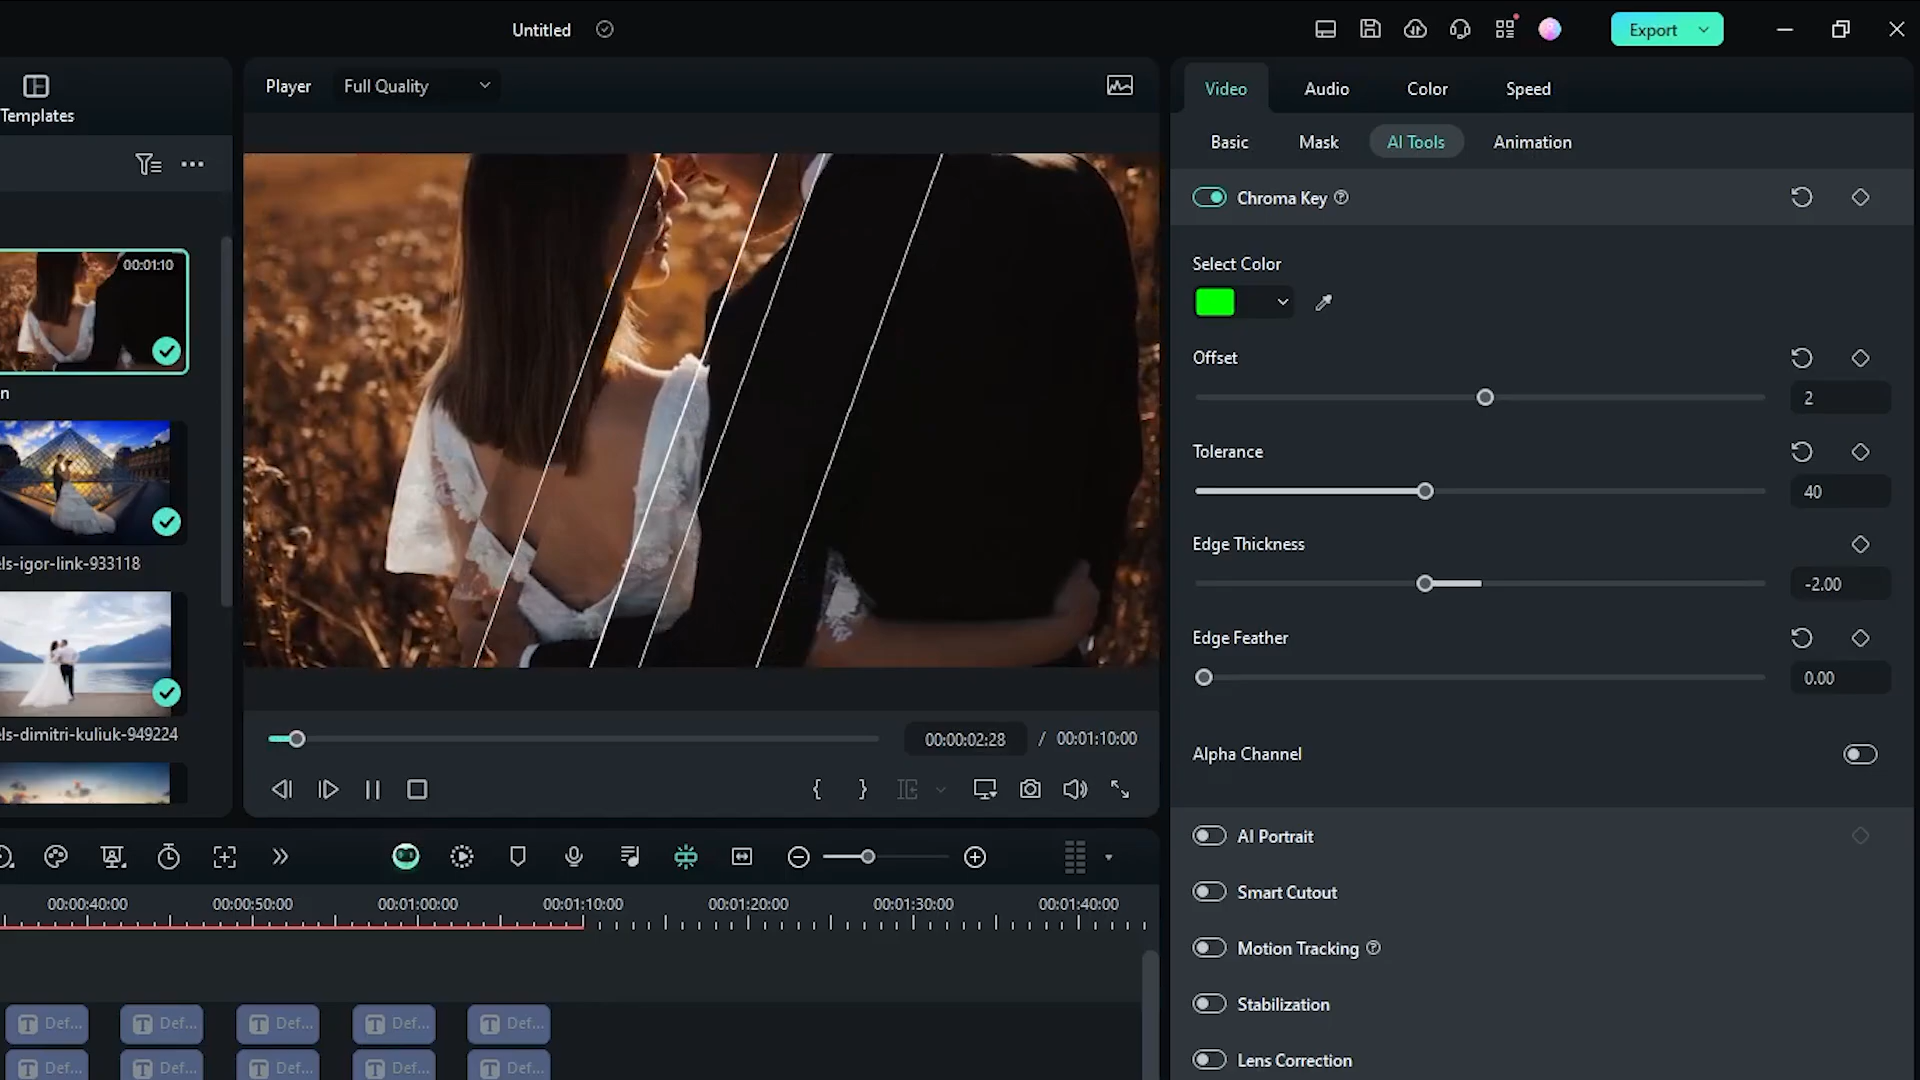 Untitled
Export
Templates
Player
Full Quality
Video
Audio
Color
Speed
Basic
Mask
AI Tools
Animation
Chroma Key
Select Color
Offset
2
Tolerance
40
Edge Thickness
-2.00
Edge Feather
0.00
Alpha Channel
AI Portrait
Smart Cutout
Motion Tracking
Stabilization
Lens Correction
00:01:10
n
els-igor-link-933118
els-dimitri-kuliuk-949224
00:00:02:28 / 00:01:10:00
00:00:40:00 00:00:50:00 00:01:00:00 00:01:10:00 00:01:20:00 00:01:30:00 00:01:40:00
T Def... T Def... T Def... T Def... T Def...
T Def... T Def... T Def... T Def... T Def...